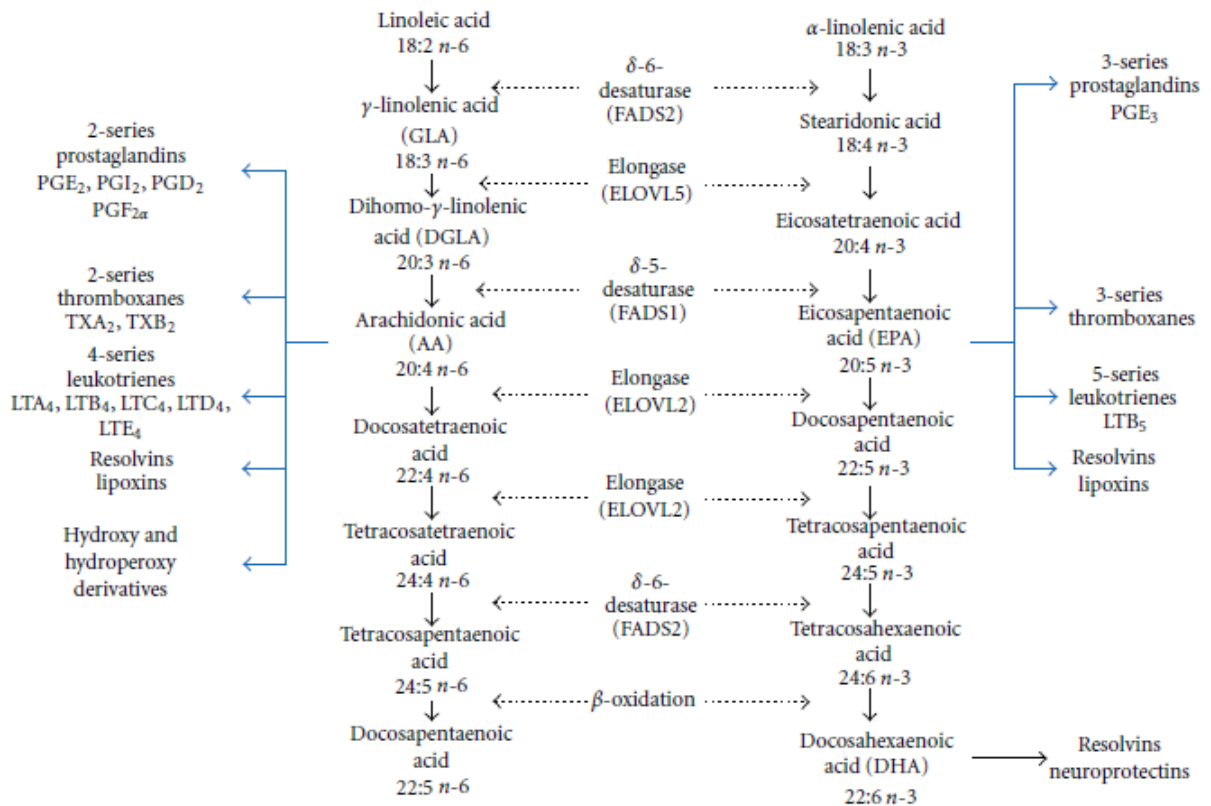 Linoleic acid
18:2 n-6
γ-linolenic acid
(GLA)
18:3 n-6
Dihomo-γ-linolenic
acid (DGLA)
20:3 n-6
Arachidonic acid
(AA)
20:4 n-6
Docosatetraenoic
acid
22:4 n-6
Tetracosatetraenoic
acid
24:4 n-6
Tetracosapentaenoic
acid
24:5 n-6
Docosapentaenoic
acid
22:5 n-6
2-series
prostaglandins
PGE₂, PGI₂, PGD₂
PGF₂α
2-series
thromboxanes
TXA₂, TXB₂
4-series
leukotrienes
LTA₄, LTB₄, LTC₄, LTD₄,
LTE₄
Resolvins
lipoxins
Hydroxy and
hydroperoxy
derivatives
δ-6-
desaturase
(FADS2)
Elongase
(ELOVL5)
δ-5-
desaturase
(FADS1)
Elongase
(ELOVL2)
Elongase
(ELOVL2)
δ-6-
desaturase
(FADS2)
β-oxidation
α-linolenic acid
18:3 n-3
Stearidonic acid
18:4 n-3
Eicosatetraenoic acid
20:4 n-3
Eicosapentaenoic
acid (EPA)
20:5 n-3
Docosapentaenoic
acid
22:5 n-3
Tetracosapentaenoic
acid
24:5 n-3
Tetracosahexaenoic
acid
24:6 n-3
Docosahexaenoic
acid (DHA)
22:6 n-3
3-series
prostaglandins
PGE₃
3-series
thromboxanes
5-series
leukotrienes
LTB₅
Resolvins
lipoxins
Resolvins
neuroprotectins